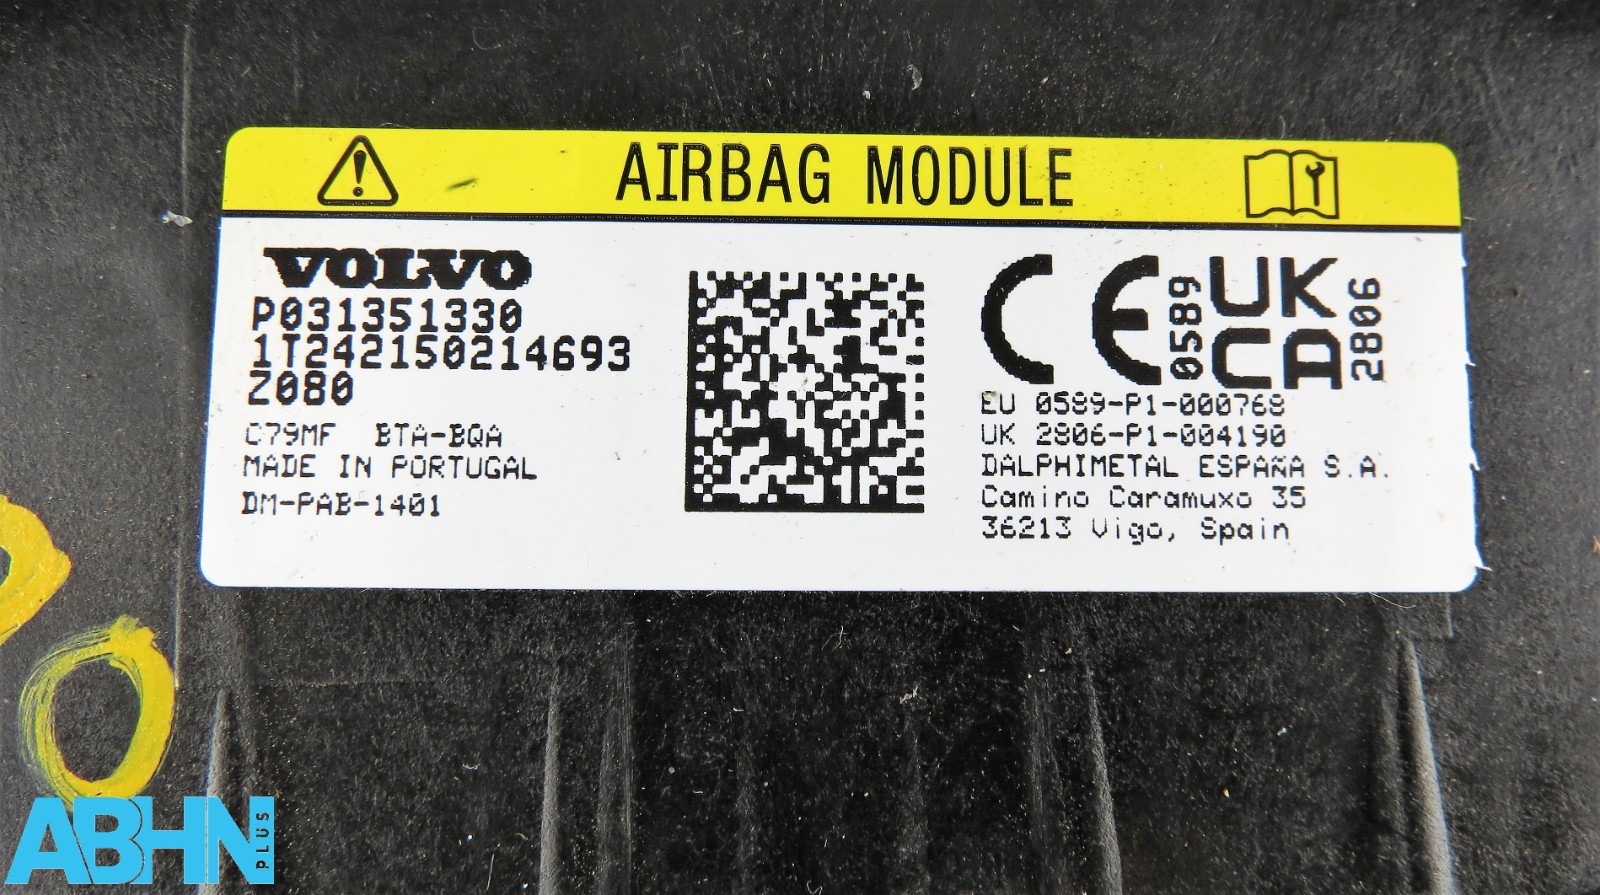 AIRBAG MODULE
VOLVO
P031351330
1T242150214693
Z080
C79MF BTA-BQA
MADE IN PORTUGAL
DM-PAB-1401
CE 0589
UK
CA 2806
EU 0589-P1-000768
UK 2806-P1-004190
DALPHIMETAL ESPAÑA S.A.
Camino Caramuxo 35
36213 Vigo, Spain
ABHN PLUS